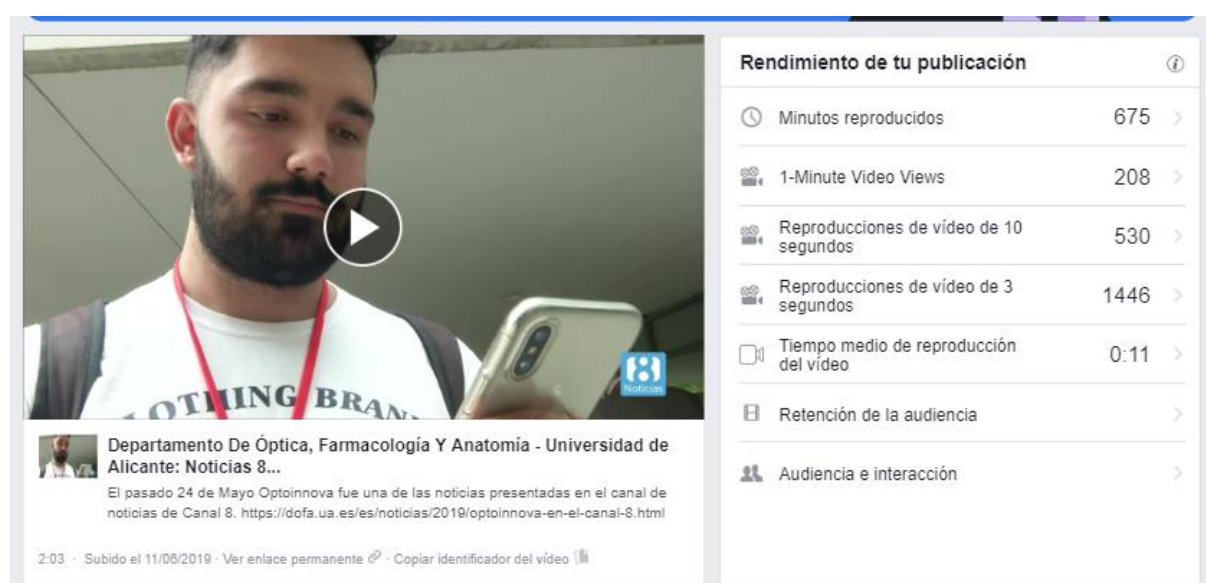 OTHING BRAN
8
Noticias
Departamento De Óptica, Farmacología Y Anatomía - Universidad de
Alicante: Noticias 8...
El pasado 24 de Mayo Optoinnova fue una de las noticias presentadas en el canal de
noticias de Canal 8. https://dofa.ua.es/es/noticias/2019/optoinnova-en-el-canal-8.html
2:03 · Subido el 11/06/2019 · Ver enlace permanente · Copiar identificador del vídeo
Rendimiento de tu publicación
Minutos reproducidos 675
1-Minute Video Views 208
Reproducciones de vídeo de 10
segundos 530
Reproducciones de vídeo de 3
segundos 1446
Tiempo medio de reproducción
del vídeo 0:11
Retención de la audiencia
Audiencia e interacción